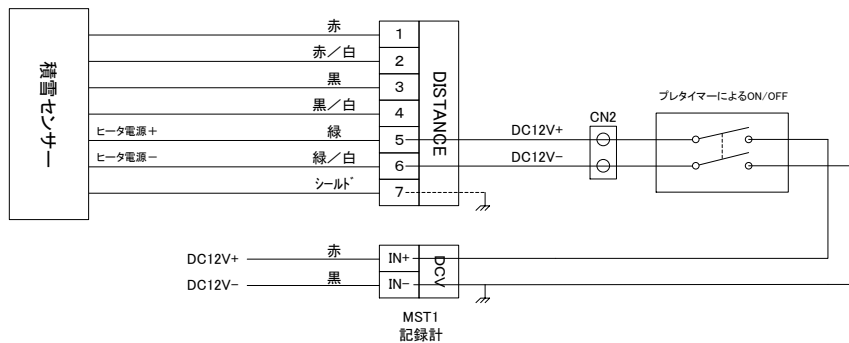 積雪センサー
赤
赤／白
黒
黒／白
ヒータ電源＋
緑
ヒータ電源－
緑／白
シールド
1
2
3
4
5
6
7
DISTANCE
DC12V+
DC12V-
CN2
プレタイマーによるON/OFF
DC12V+
赤
DC12V-
黒
IN+
IN-
DCV
MST1
記録計